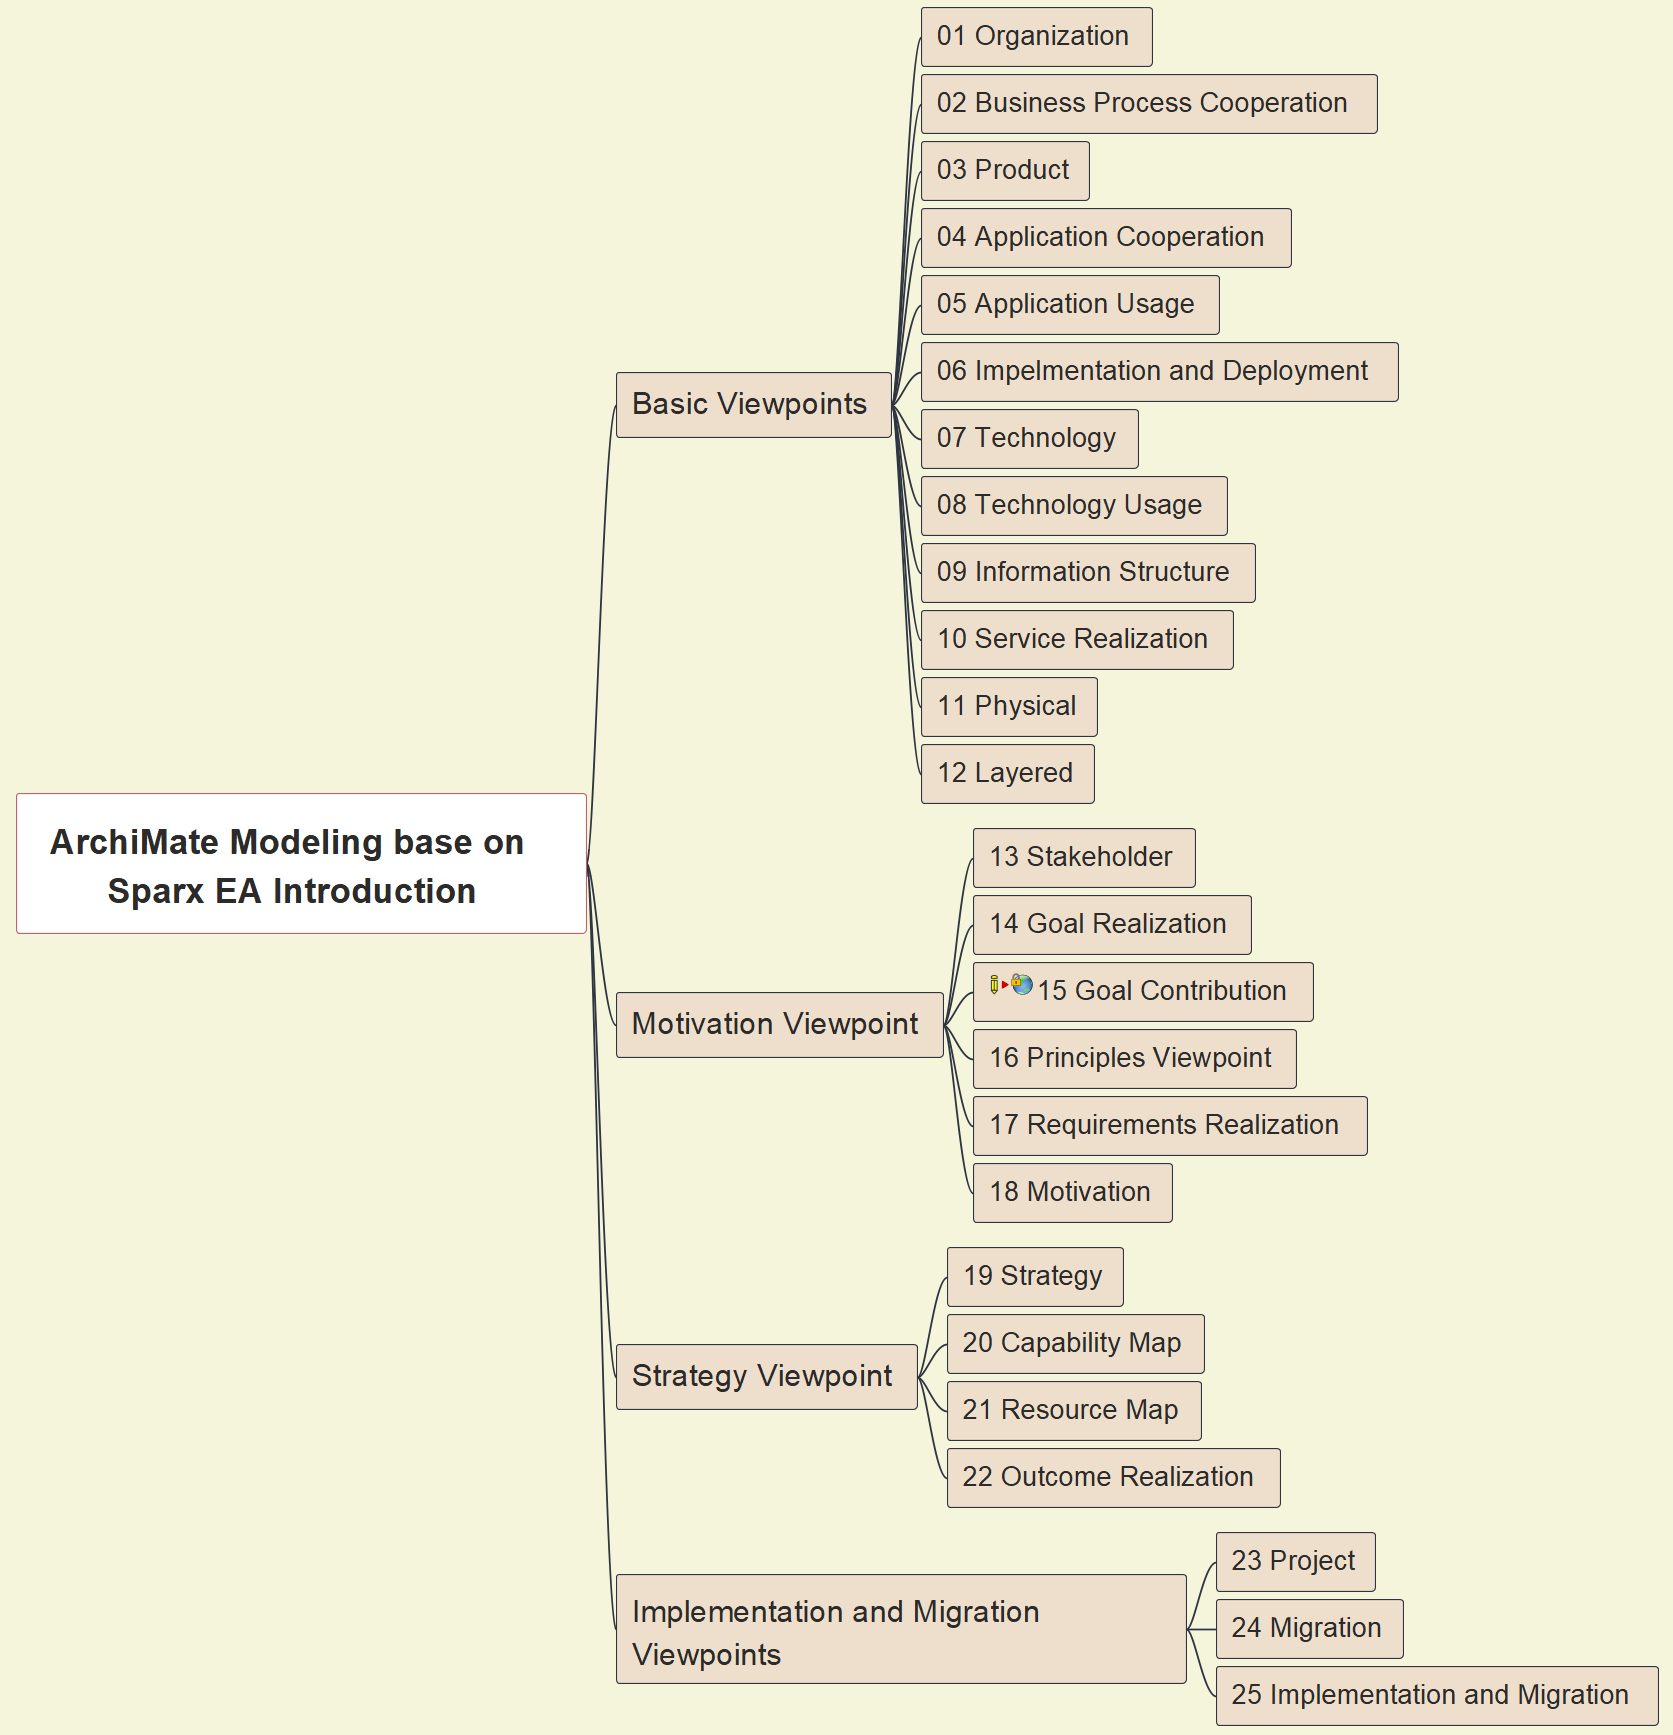 ArchiMate Modeling base on
Sparx EA Introduction
Basic Viewpoints
01 Organization
02 Business Process Cooperation
03 Product
04 Application Cooperation
05 Application Usage
06 Impelmentation and Deployment
07 Technology
08 Technology Usage
09 Information Structure
10 Service Realization
11 Physical
12 Layered
Motivation Viewpoint
13 Stakeholder
14 Goal Realization
15 Goal Contribution
16 Principles Viewpoint
17 Requirements Realization
18 Motivation
Strategy Viewpoint
19 Strategy
20 Capability Map
21 Resource Map
22 Outcome Realization
Implementation and Migration
Viewpoints
23 Project
24 Migration
25 Implementation and Migration